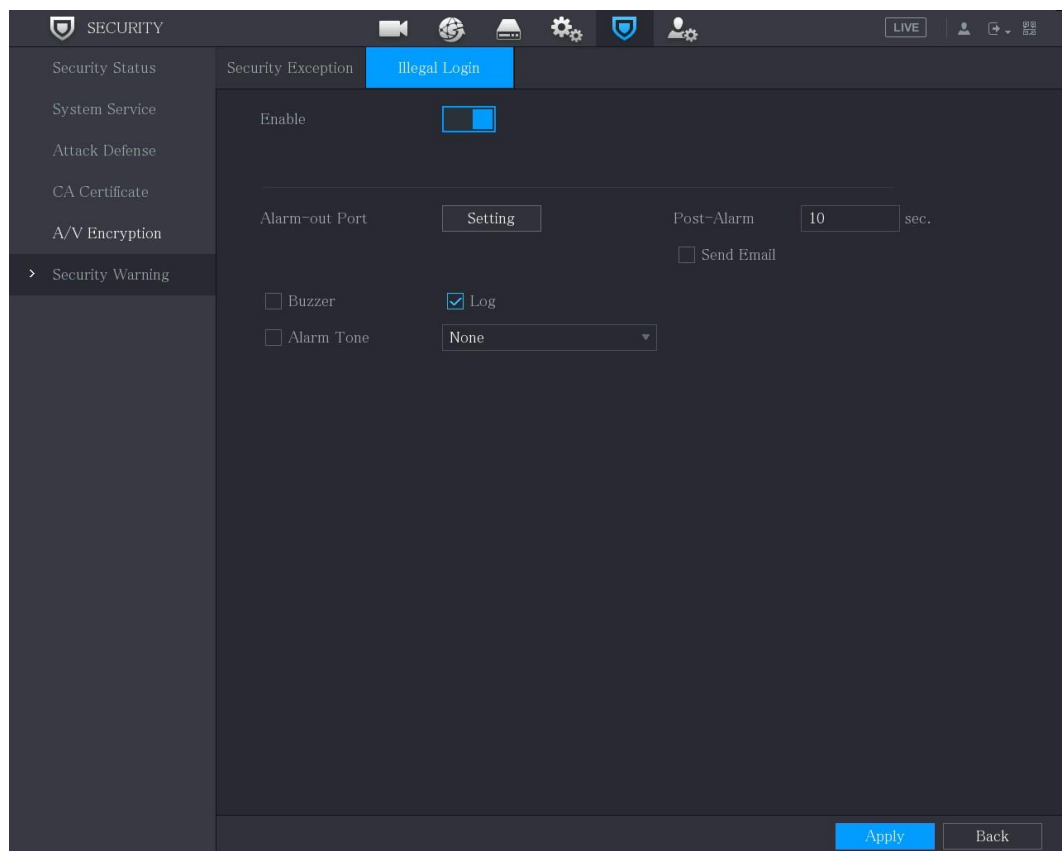 SECURITY
LIVE
Security Status
System Service
Attack Defense
CA Certificate
A/V Encryption
Security Warning
Security Exception Illegal Login
Enable
Alarm-out Port Setting Post-Alarm 10 sec.
Send Email
Buzzer Log
Alarm Tone None
Apply Back